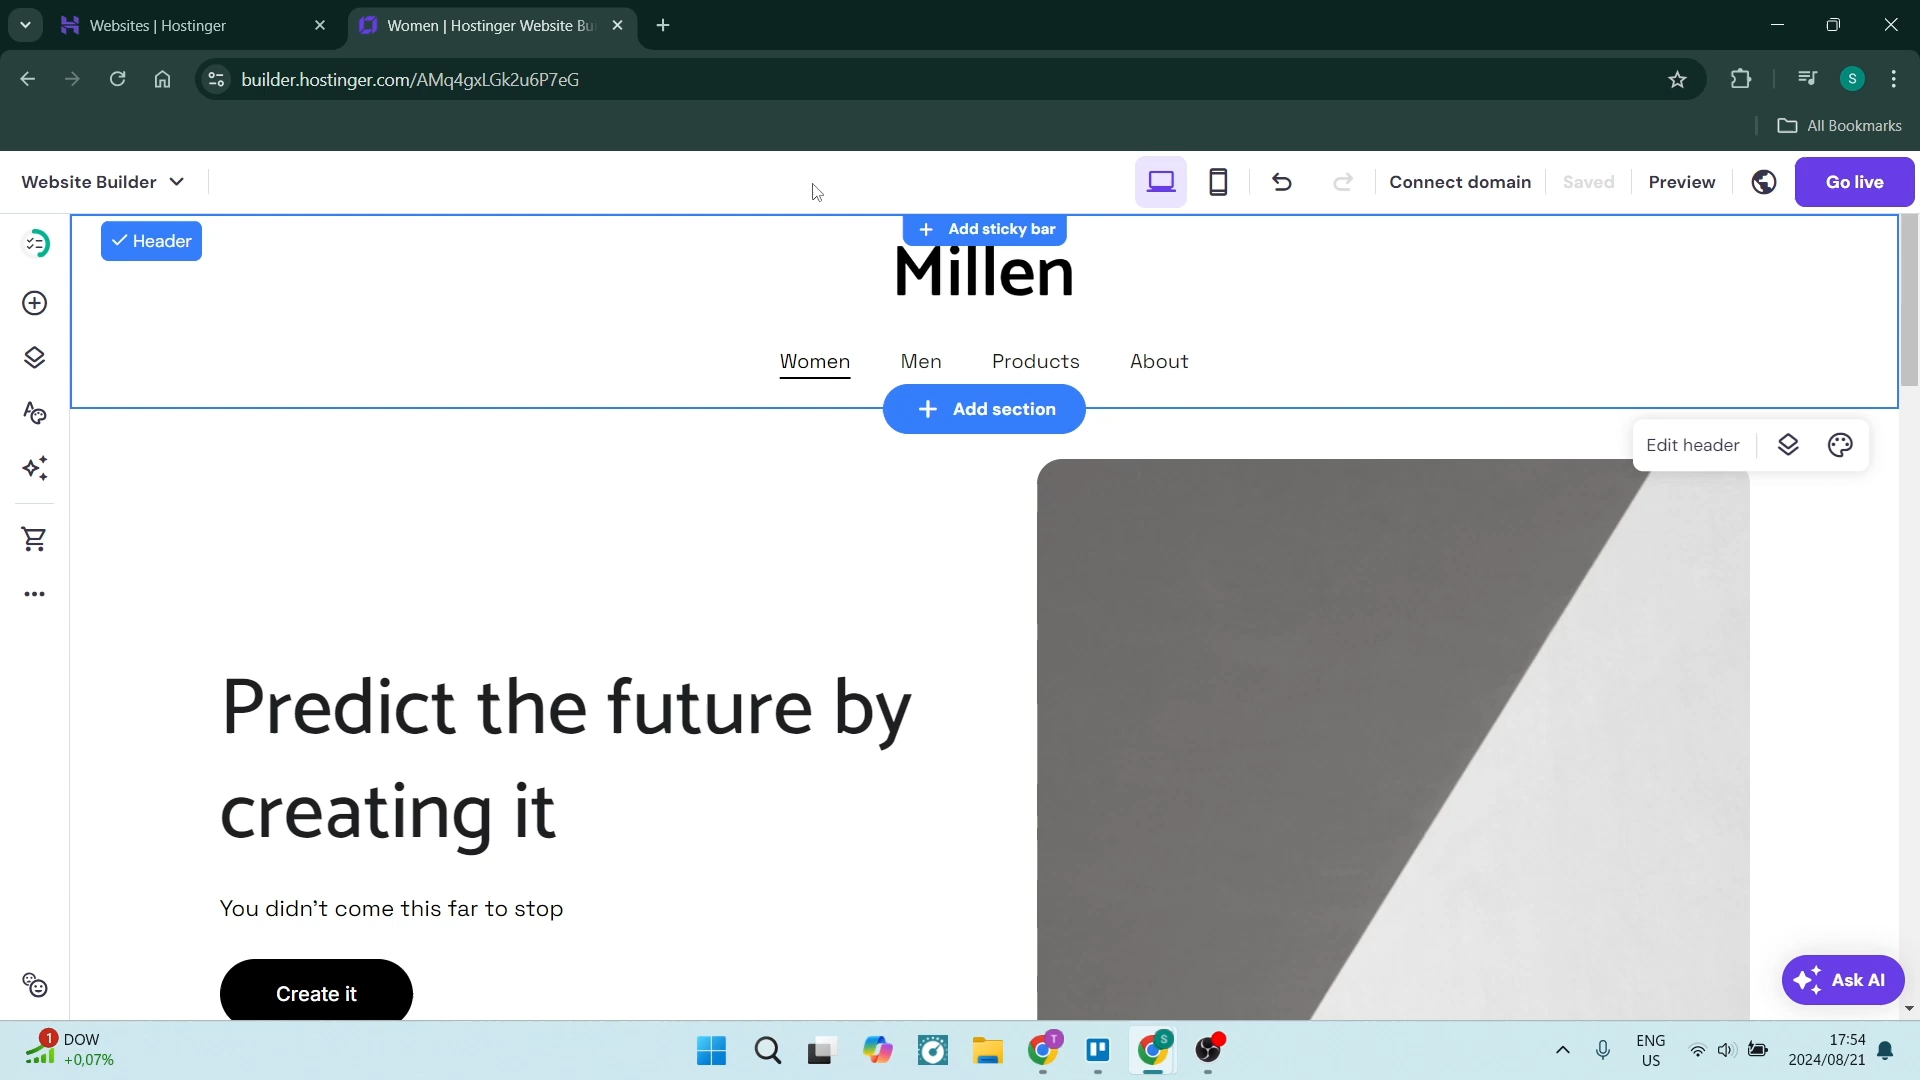 Websites | Hostinger
Women | Hostinger Website Bu
builder.hostinger.com/AMq4gxLGk2u6P7eG
S
All Bookmarks
Website Builder
Connect domain
Saved
Preview
Go live
Header
Add sticky bar
Millen
Women
Men
Products
About
Add section
Edit header
Predict the future by
creating it
You didn't come this far to stop
Create it
Ask AI
1
DOW
+0,07%
T
S
ENG
US
17:54
2024/08/21